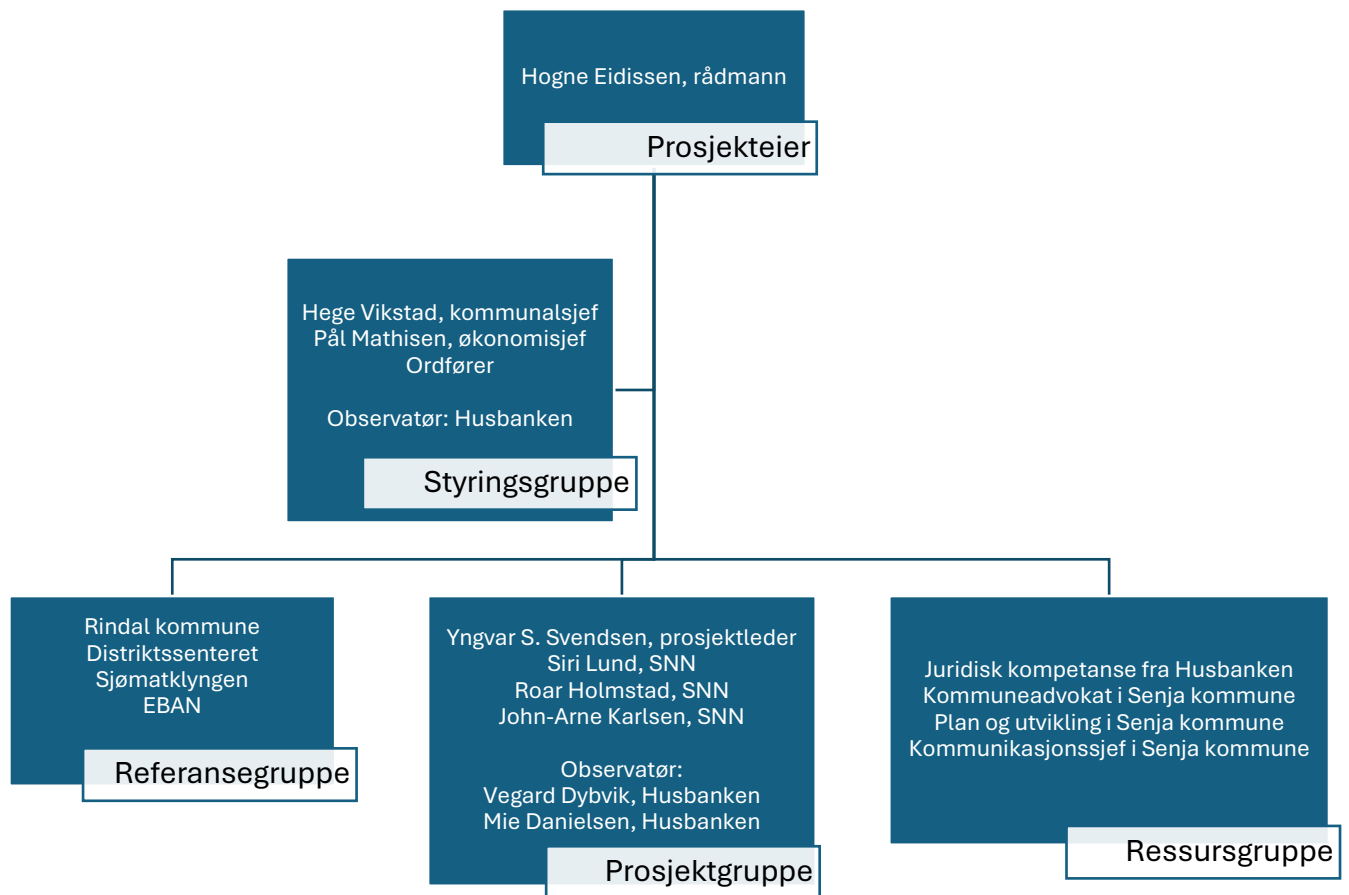 Hogne Eidissen, rådmann
Prosjekteier
Hege Vikstad, kommunalsjef
Pål Mathisen, økonomisjef
Ordfører
Observatør: Husbanken
Styringsgruppe
Rindal kommune
Distriktssenteret
Sjømatklyngen
EBAN
Referansegruppe
Yngvar S. Svendsen, prosjektleder
Siri Lund, SNN
Roar Holmstad, SNN
John-Arne Karlsen, SNN
Observatør:
Vegard Dybvik, Husbanken
Mie Danielsen, Husbanken
Prosjektgruppe
Juridisk kompetanse fra Husbanken
Kommuneadvokat i Senja kommune
Plan og utvikling i Senja kommune
Kommunikasjonssjef i Senja kommune
Ressursgruppe